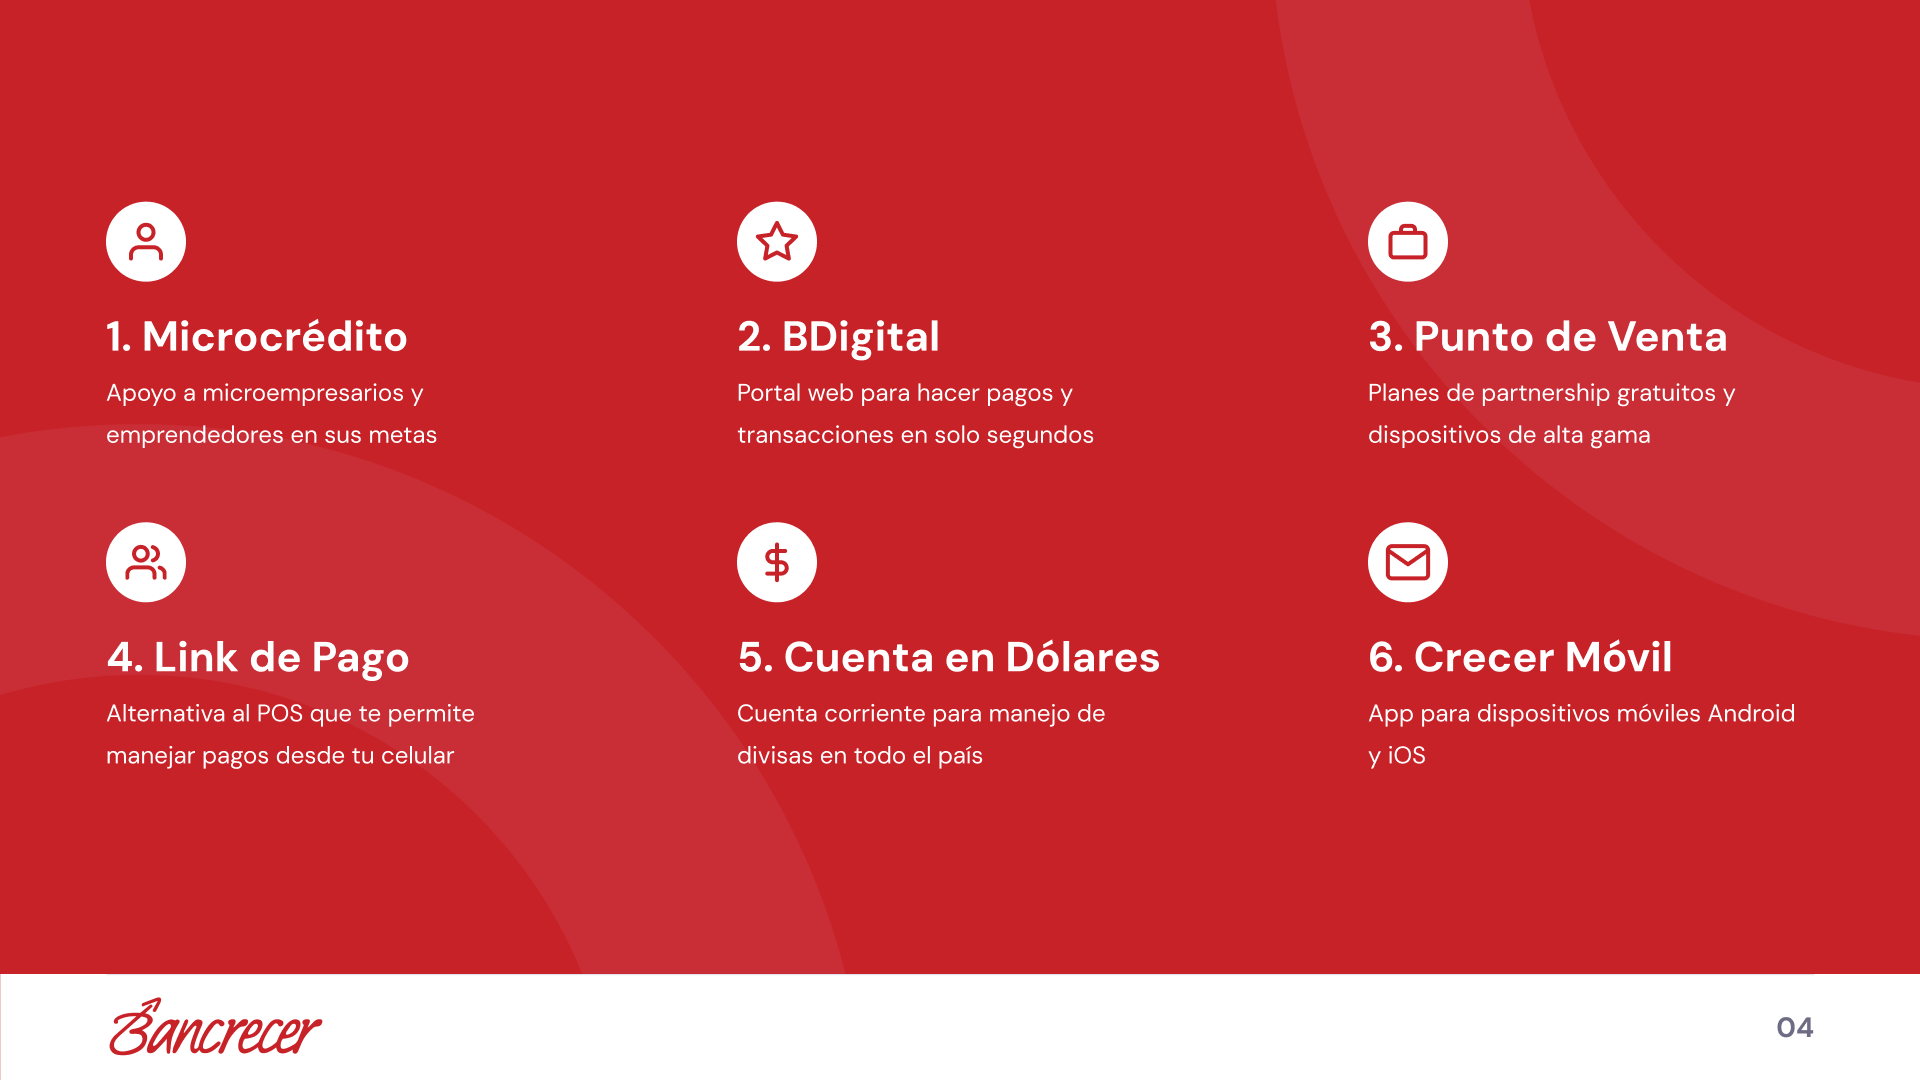 1. Microcrédito
Apoyo a microempresarios y
emprendedores en sus metas
2. BDigital
Portal web para hacer pagos y
transacciones en solo segundos
3. Punto de Venta
Planes de partnership gratuitos y
dispositivos de alta gama
4. Link de Pago
Alternativa al POS que te permite
manejar pagos desde tu celular
5. Cuenta en Dólares
Cuenta corriente para manejo de
divisas en todo el país
6. Crecer Móvil
App para dispositivos móviles Android
y iOS
Bancrecer
04